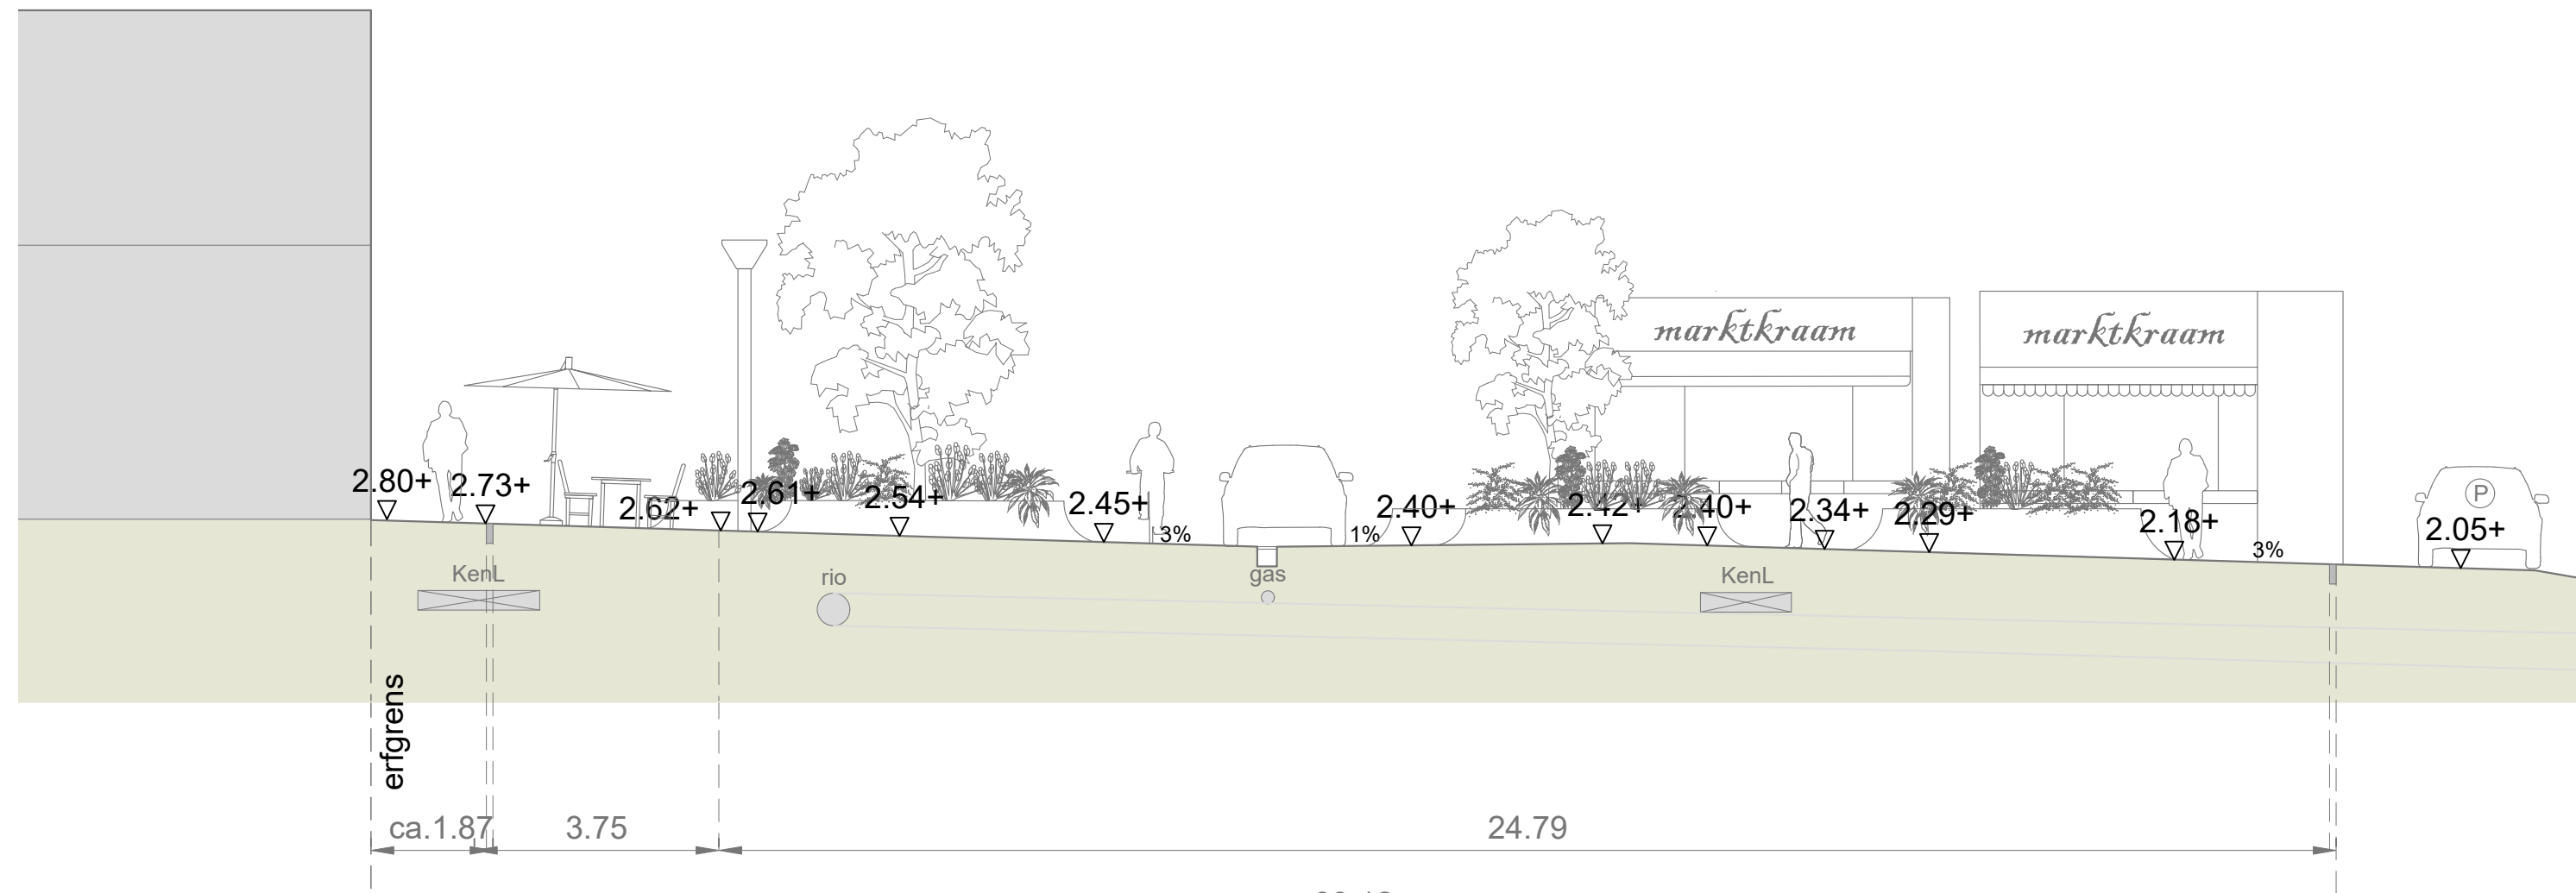 marktkraam
marktkraam
2.80+
2.73+
2.62+
2.61+
2.54+
2.45+
3%
1%
2.40+
2.42+
2.40+
2.34+
2.29+
2.18+
3%
P
2.05+
KenL
rio
gas
KenL
erfgrens
ca.1.87
3.75
24.79